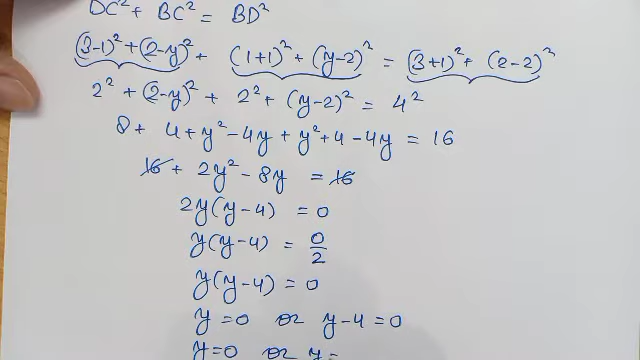 DC² + BC² = BD²
(3-1)² + (2-y)² + (1+1)² + (y-2)² = (3+1)² + (2-2)²
2² + (2-y)² + 2² + (y-2)² = 4²
8 + 4 + y² - 4y + y² + 4 - 4y = 16
16 + 2y² - 8y = 16
2y(y-4) = 0
y(y-4) = 0/2
y(y-4) = 0
y = 0 or y-4 = 0
y = 0 or y =